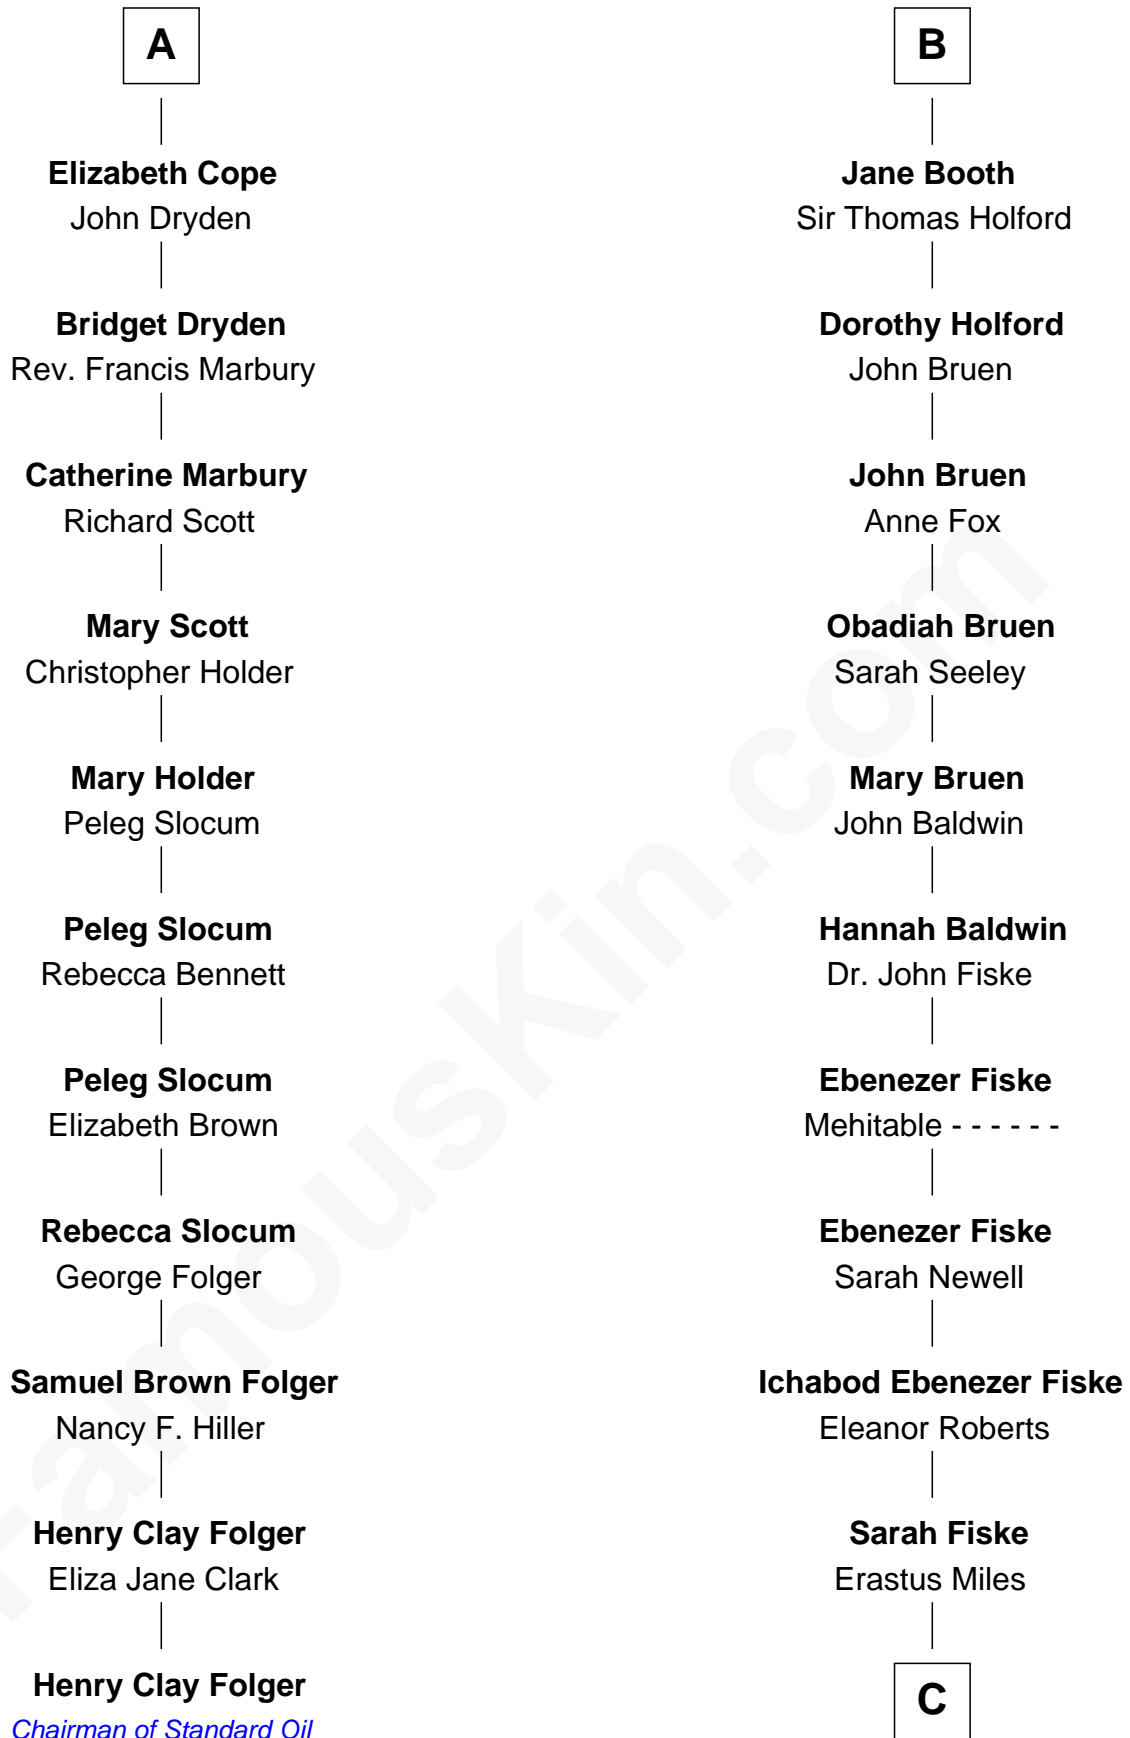 A
Elizabeth Cope
John Dryden
Bridget Dryden
Rev. Francis Marbury
Catherine Marbury
Richard Scott
Mary Scott
Christopher Holder
Mary Holder
Peleg Slocum
Peleg Slocum
Rebecca Bennett
Peleg Slocum
Elizabeth Brown
Rebecca Slocum
George Folger
Samuel Brown Folger
Nancy F. Hiller
Henry Clay Folger
Eliza Jane Clark
Henry Clay Folger
Chairman of Standard Oil
B
Jane Booth
Sir Thomas Holford
Dorothy Holford
John Bruen
John Bruen
Anne Fox
Obadiah Bruen
Sarah Seeley
Mary Bruen
John Baldwin
Hannah Baldwin
Dr. John Fiske
Ebenezer Fiske
Mehitable - - - - - -
Ebenezer Fiske
Sarah Newell
Ichabod Ebenezer Fiske
Eleanor Roberts
Sarah Fiske
Erastus Miles
C
FamousKin.com